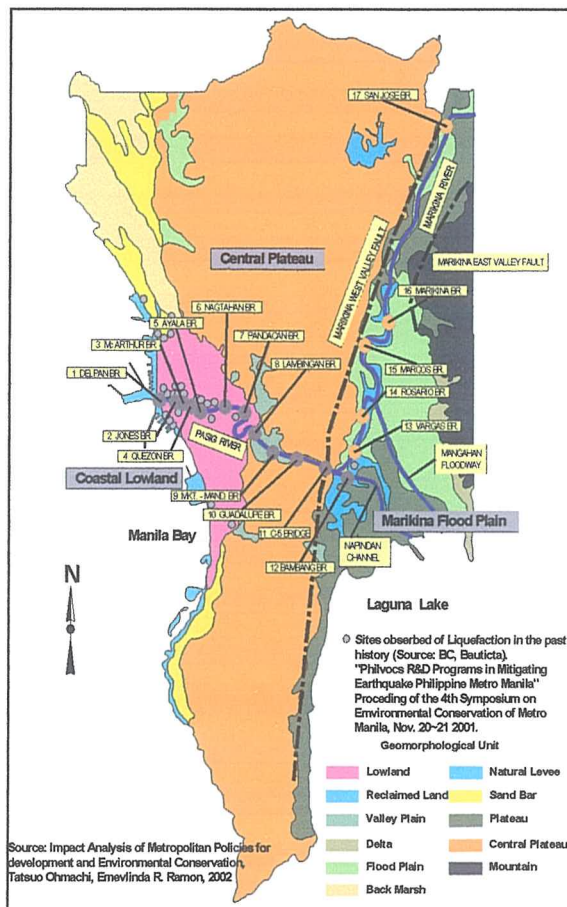 17 SAN JOSE BR.
MARIKINA RIVER
MARIKINA WEST VALLEY FAULT
MARIKINA EAST VALLEY FAULT
Central Plateau
6 NAGTAHAN BR.
5 AYALA BR.
7 PANDACAN BR.
16 MARIKINA BR.
3 Mc ARTHUR BR.
8 LAMBINGAN BR.
1 DELPAN BR.
15 MARCOS BR.
14 ROSARIO BR.
2 JONES BR.
PASIG RIVER
13 VARGAS BR.
4 QUEZON BR.
MANGAHAN
FLOODWAY
Coastal Lowland
9 MKT. - MAND. BR.
10 GUADALUPE BR.
Marikina Flood Plain
Manila Bay
11 C5 BRIDGE
NAPINDAN
CHANNEL
12 BAMBANG BR.
N
Laguna Lake
Sites obserbed of Liquefaction in the past
history (Source: BC, Bauticta).
"Philvocs R&D Programs in Mitigating
Earthquake Philippine Metro Manila"
Proceding of the 4th Symposium on
Environmental Conservation of Metro
Manila, Nov. 20~21 2001.
Geomorphological Unit
Lowland
Natural Levee
Reclaimed Land
Sand Bar
Valley Plain
Plateau
Delta
Central Plateau
Flood Plain
Mountain
Back Marsh
Source: Impact Analysis of Metropolitan Policies for
development and Environmental Conservation,
Tatsuo Ohmachi, Emevlinda R. Ramon, 2002